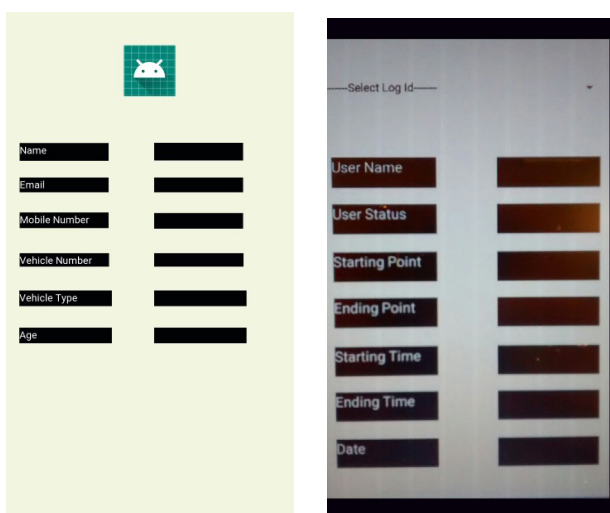 Name
Email
Mobile Number
Vehicle Number
Vehicle Type
Age
-----Select Log Id-----
User Name
User Status
Starting Point
Ending Point
Starting Time
Ending Time
Date